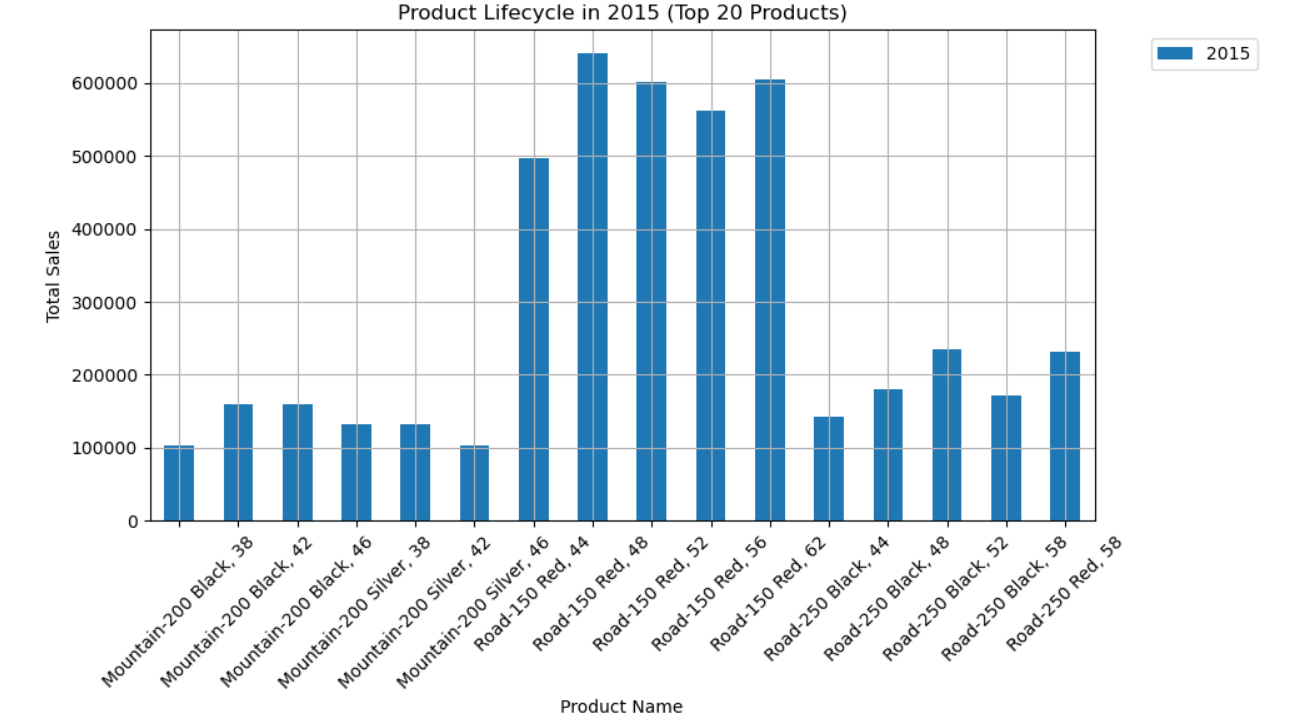 Product Lifecycle in 2015 (Top 20 Products)
2015
600000
500000
400000
300000
200000
100000
0
Total Sales
Mountain-200 Black, 38
Mountain-200 Black, 42
Mountain-200 Black, 46
Mountain-200 Silver, 38
Mountain-200 Silver, 42
Mountain-200 Silver, 46
Road-150 Red, 44
Road-150 Red, 48
Road-150 Red, 52
Road-150 Red, 56
Road-150 Red, 62
Road-250 Black, 44
Road-250 Black, 48
Road-250 Black, 52
Road-250 Black, 58
Road-250 Red, 58
Product Name